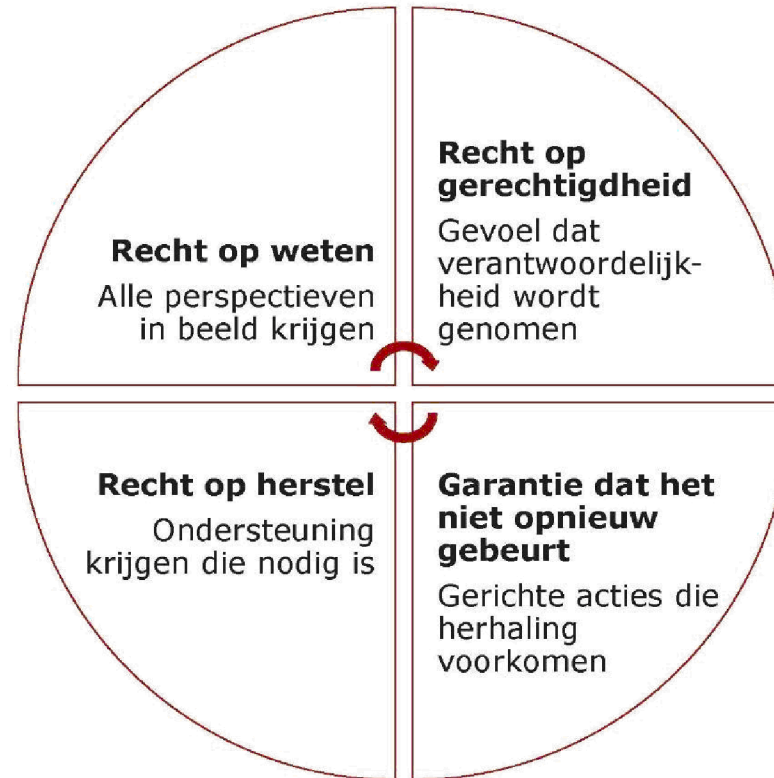 Recht op weten
Alle perspectieven
in beeld krijgen
Recht op
gerechtigdheid
Gevoel dat
verantwoordelijk-
heid wordt
genomen
Recht op herstel
Ondersteuning
krijgen die nodig is
Garantie dat het
niet opnieuw
gebeurt
Gerichte acties die
herhaling
voorkomen